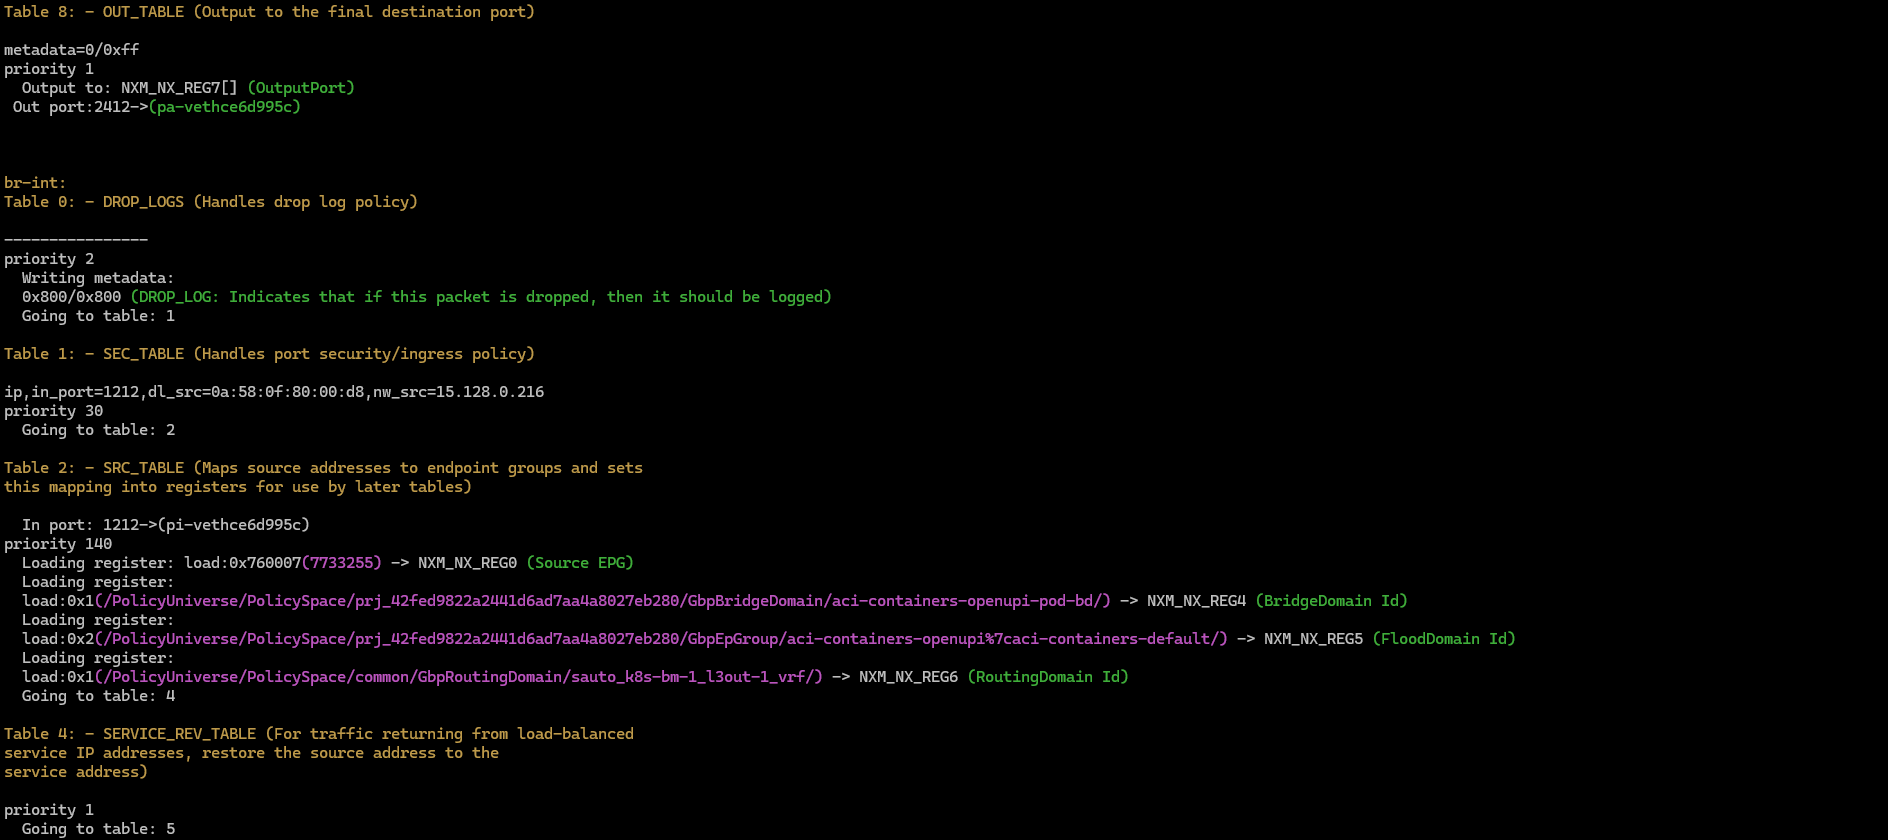 Table 8: - OUT_TABLE (Output to the final destination port)
metadata=0/0xff
priority 1
Output to: NXM_NX_REG7[] (OutputPort)
Out port:2412->(pa-vethce6d995c)
br-int:
Table 0: - DROP_LOGS (Handles drop log policy)
----------------
priority 2
Writing metadata:
0x800/0x800 (DROP_LOG: Indicates that if this packet is dropped, then it should be logged)
Going to table: 1
Table 1: - SEC_TABLE (Handles port security/ingress policy)
ip,in_port=1212,dl_src=0a:58:0f:80:00:d8,nw_src=15.128.0.216
priority 30
Going to table: 2
Table 2: - SRC_TABLE (Maps source addresses to endpoint groups and sets
this mapping into registers for use by later tables)
In port: 1212->(pi-vethce6d995c)
priority 140
Loading register: load:0x760007(7733255) -> NXM_NX_REG0 (Source EPG)
Loading register:
load:0x1(/PolicyUniverse/PolicySpace/prj_42fed9822a2441d6ad7aa4a8027eb280/GbpBridgeDomain/aci-containers-openupi-pod-bd/) -> NXM_NX_REG4 (BridgeDomain Id)
Loading register:
load:0x2(/PolicyUniverse/PolicySpace/prj_42fed9822a2441d6ad7aa4a8027eb280/GbpEpGroup/aci-containers-openupi%7caci-containers-default/) -> NXM_NX_REG5 (FloodDomain Id)
Loading register:
load:0x1(/PolicyUniverse/PolicySpace/common/GbpRoutingDomain/sauto_k8s-bm-1_l3out-1_vrf/) -> NXM_NX_REG6 (RoutingDomain Id)
Going to table: 4
Table 4: - SERVICE_REV_TABLE (For traffic returning from load-balanced
service IP addresses, restore the source address to the
service address)
priority 1
Going to table: 5